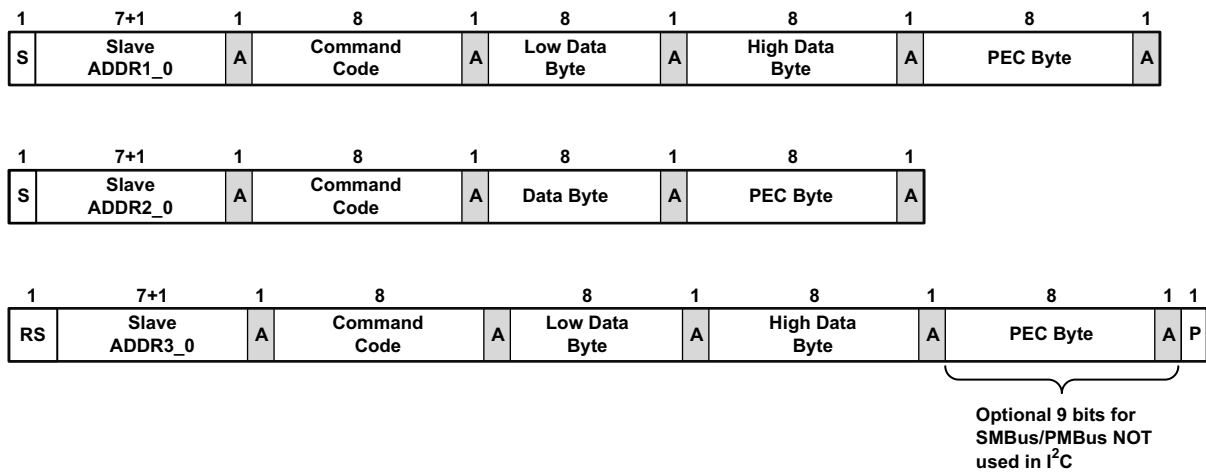 1 7+1 1 8 1 8 1 8 1 8 1
S Slave ADDR1_0 A Command Code A Low Data Byte A High Data Byte A PEC Byte A
1 7+1 1 8 1 8 1 8 1
S Slave ADDR2_0 A Command Code A Data Byte A PEC Byte A
1 7+1 1 8 8 1 8 1 8 1 1
RS Slave ADDR3_0 A Command Code A Low Data Byte A High Data Byte A PEC Byte A P
Optional 9 bits for
SMBus/PMBus NOT
used in I²C